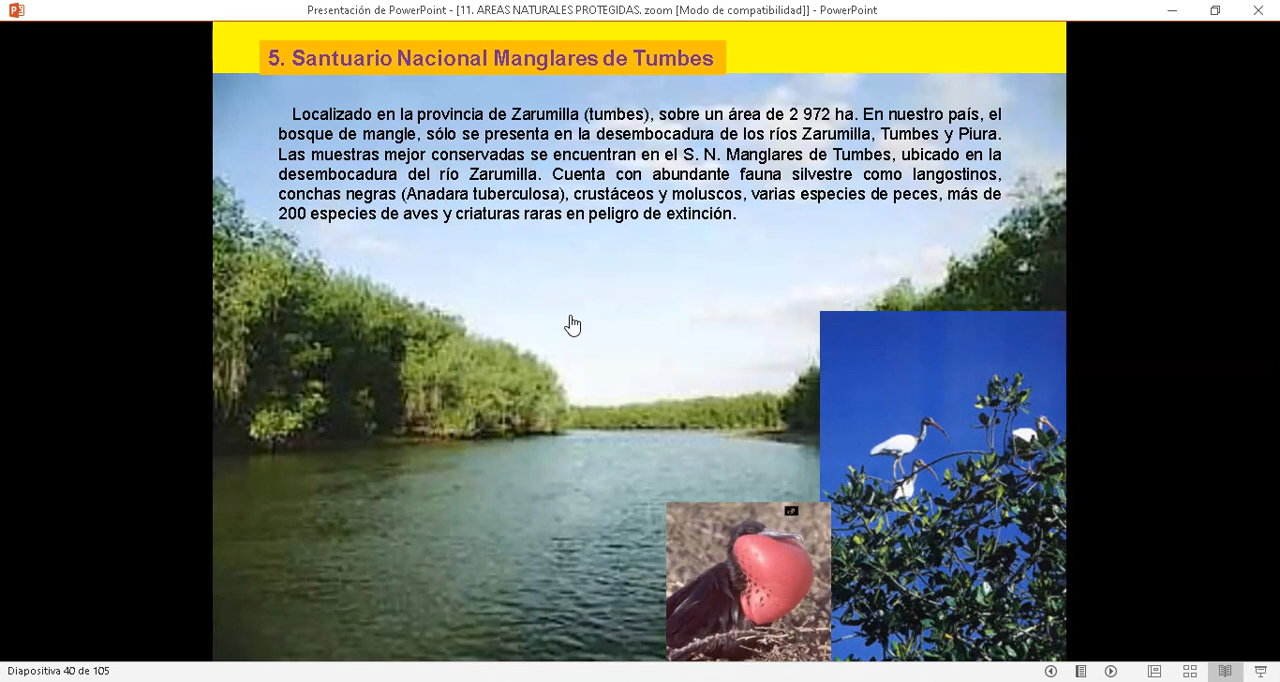 Presentación de PowerPoint - [11. AREAS NATURALES PROTEGIDAS. zoom [Modo de compatibilidad]] - PowerPoint
5. Santuario Nacional Manglares de Tumbes
Localizado en la provincia de Zarumilla (tumbes), sobre un área de 2 972 ha. En nuestro país, el
bosque de mangle, sólo se presenta en la desembocadura de los ríos Zarumilla, Tumbes y Piura.
Las muestras mejor conservadas se encuentran en el S. N. Manglares de Tumbes, ubicado en la
desembocadura del río Zarumilla. Cuenta con abundante fauna silvestre como langostinos,
conchas negras (Anadara tuberculosa), crustáceos y moluscos, varias especies de peces, más de
200 especies de aves y criaturas raras en peligro de extinción.
Diapositiva 40 de 105